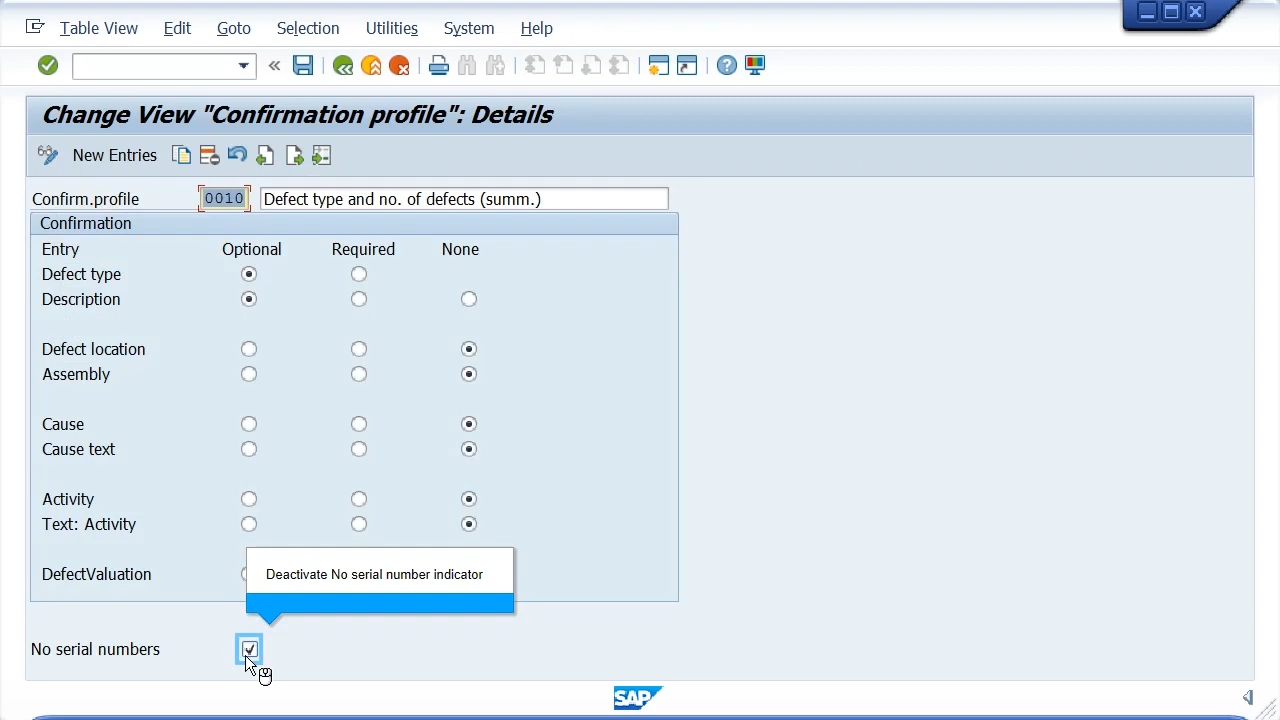 Table View Edit Goto Selection Utilities System Help
Change View "Confirmation profile": Details
New Entries
Confirm.profile 0010 Defect type and no. of defects (summ.)
Confirmation
Entry Optional Required None
Defect type
Description
Defect location
Assembly
Cause
Cause text
Activity
Text: Activity
DefectValuation
Deactivate No serial number indicator
No serial numbers
SAP